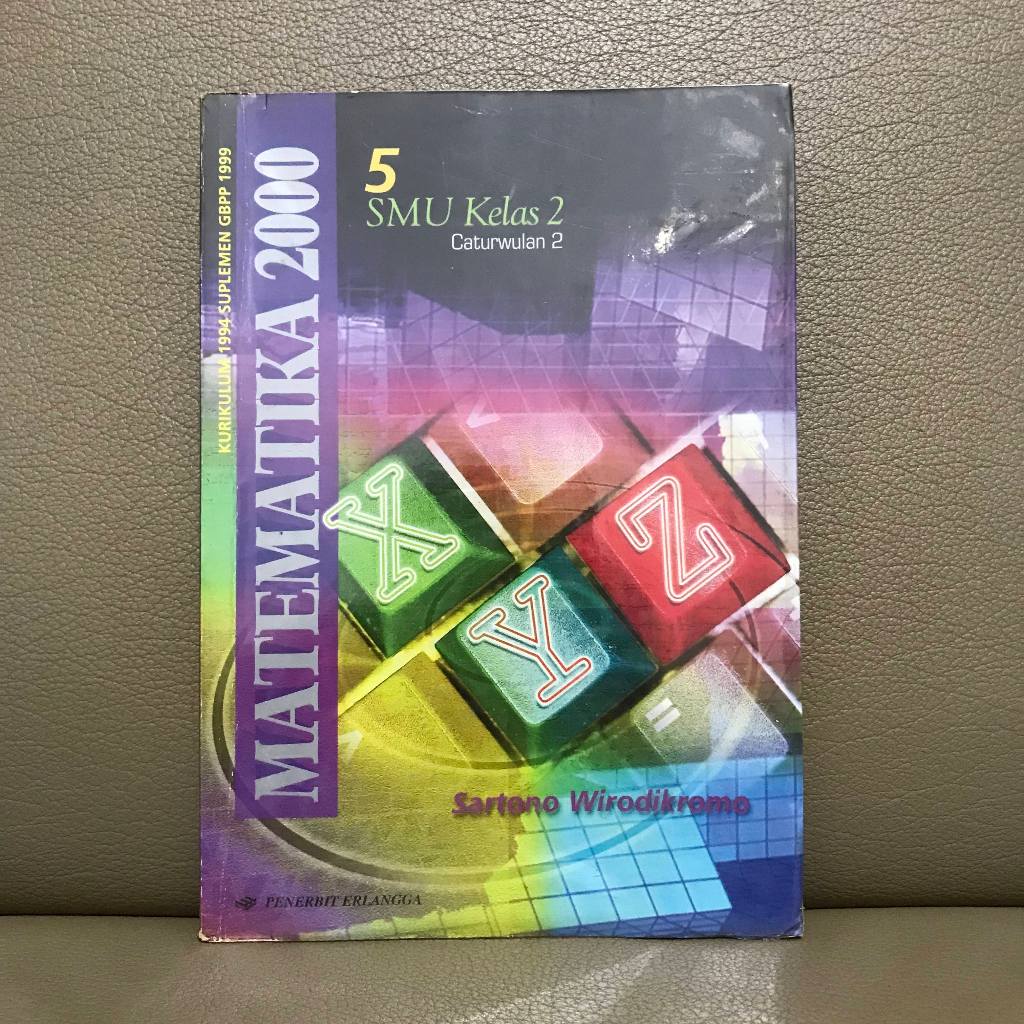 KURIKULUM 1994 SUPLEMEN GBPP 1999
MATEMATIKA 2000
5
SMU Kelas 2
Caturwulan 2
<
X
Z
Y
=
Sartono Wirodikromo
PENERBIT ERLANGGA